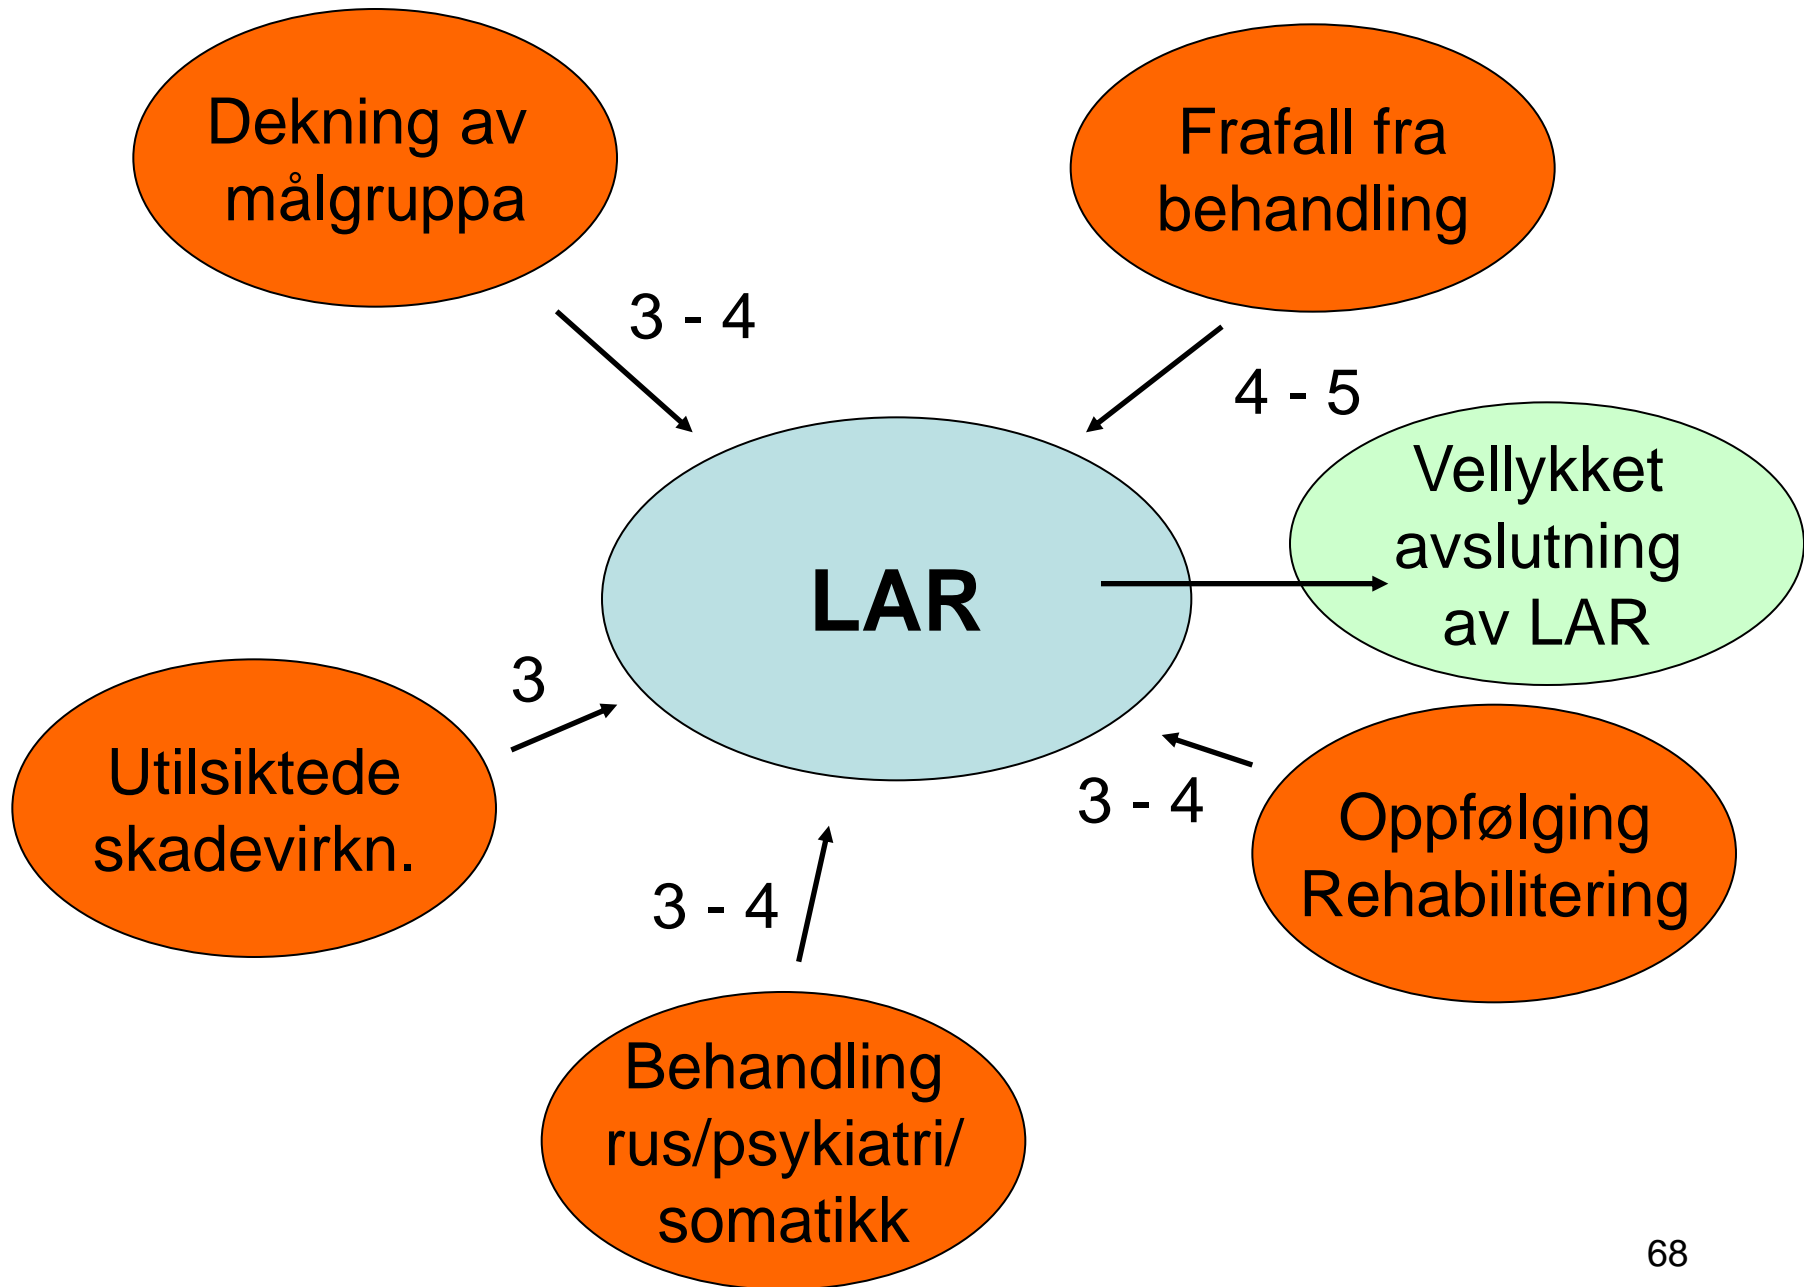 Dekning av
målgruppa
Frafall fra
behandling
3 - 4
4 - 5
Vellykket
avslutning
av LAR
LAR
3
Utilsiktede
skadevirkn.
3 - 4
Oppfølging
Rehabilitering
3 - 4
Behandling
rus/psykiatri/
somatikk
68